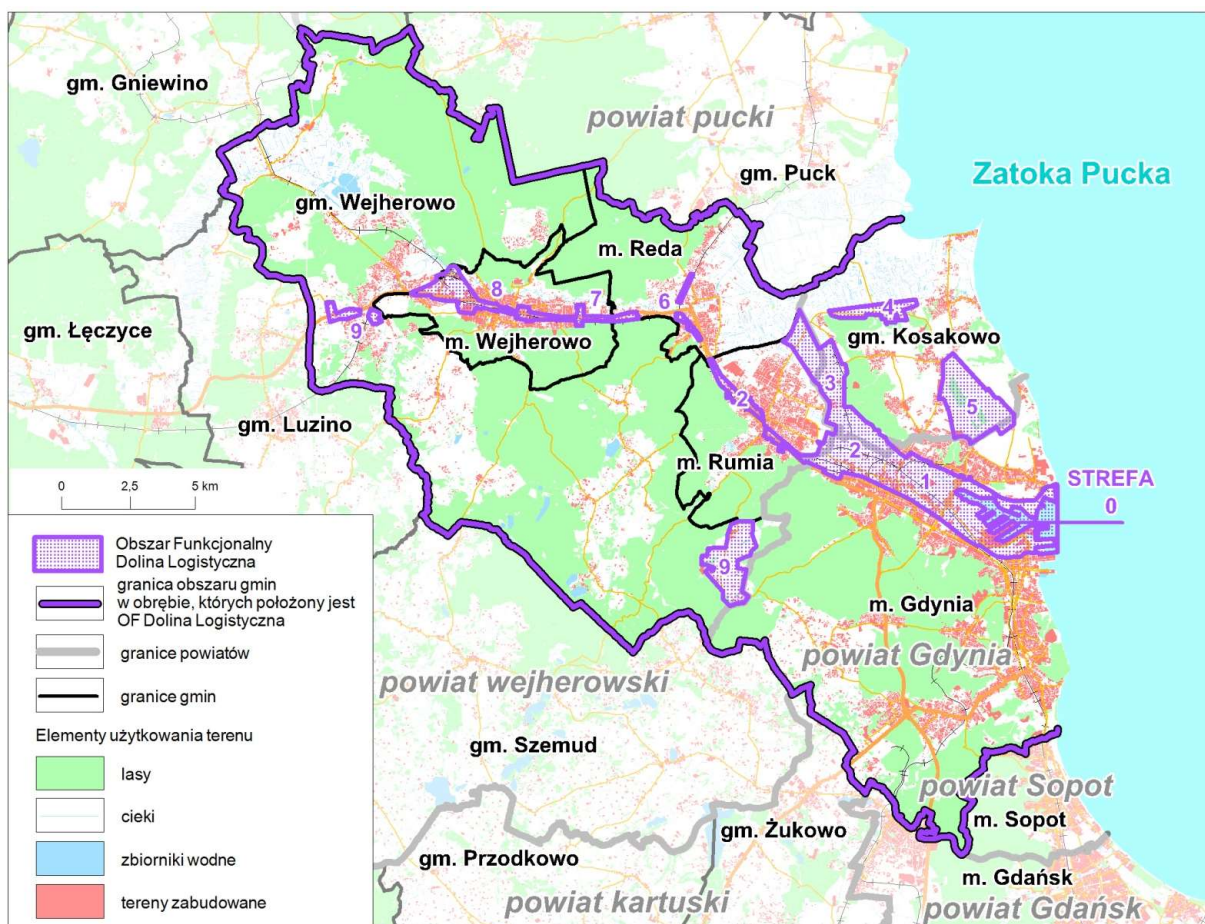 gm. Gniewino
powiat pucki
gm. Puck
Zatoka Pucka
gm. Wejherowo
m. Reda
8
7
6
4
gm. Łęczyce
9
m. Wejherowo
gm. Kosakowo
3
5
2
gm. Luzino
m. Rumia
2
1
STREFA
0
0 2,5 5 km
9
m. Gdynia
powiat Gdynia
powiat wejherowski
gm. Szemud
powiat Sopot
m. Sopot
gm. Żukowo
gm. Przodkowo
m. Gdańsk
powiat kartuski
powiat Gdańsk
Obszar Funkcjonalny
Dolina Logistyczna
granica obszaru gmin
w obrębie, których położony jest
OF Dolina Logistyczna
granice powiatów
granice gmin
Elementy użytkowania terenu
lasy
cieki
zbiorniki wodne
tereny zabudowane